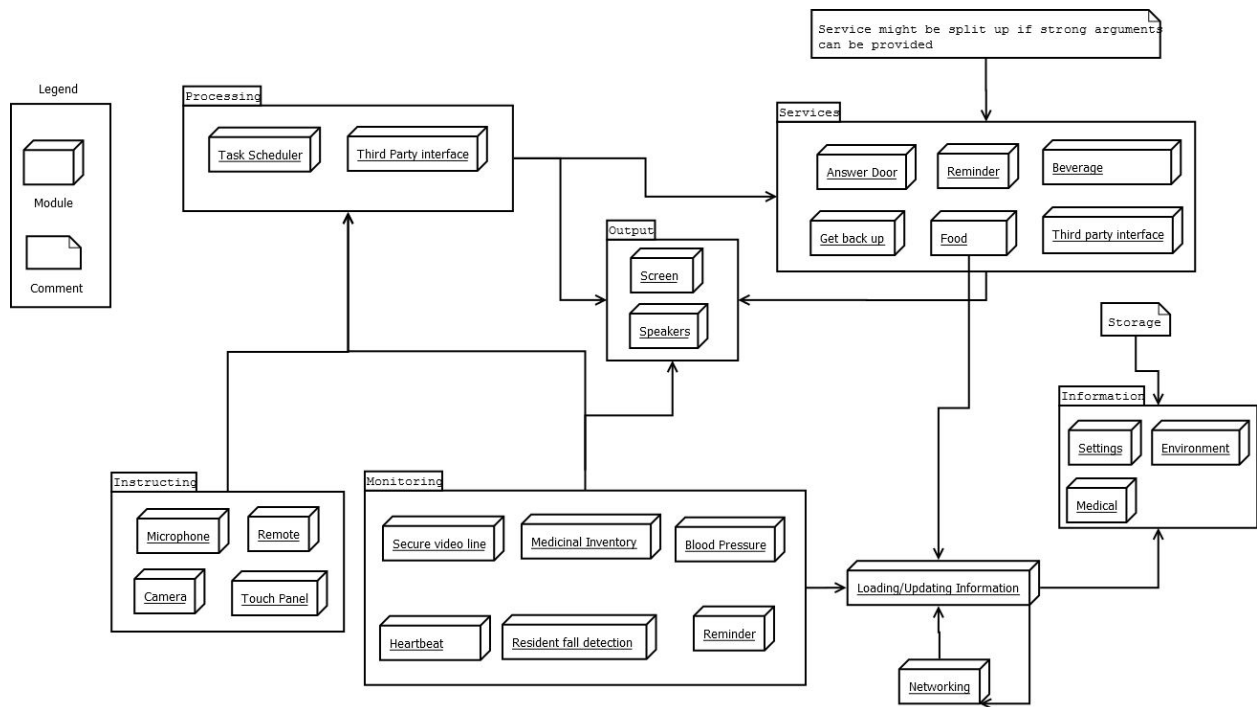 Service might be split up if strong arguments
can be provided
Legend
Module
Comment
Processing
Task Scheduler
Third Party interface
Services
Answer Door
Reminder
Beverage
Get back up
Food
Third party interface
Output
Screen
Speakers
Storage
Information
Settings
Environment
Medical
Instructing
Microphone
Remote
Camera
Touch Panel
Monitoring
Secure video line
Medicinal Inventory
Blood Pressure
Heartbeat
Resident fall detection
Reminder
Loading/Updating Information
Networking